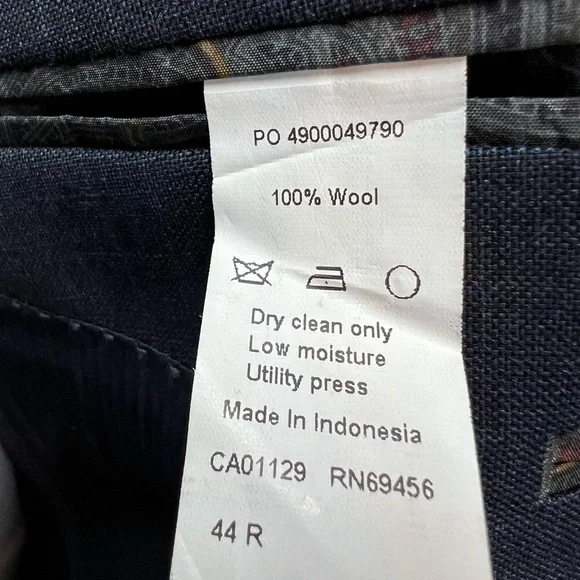 PO 4900049790
100% Wool
Dry clean only
Low moisture
Utility press
Made In Indonesia
CA01129 RN69456
44 R